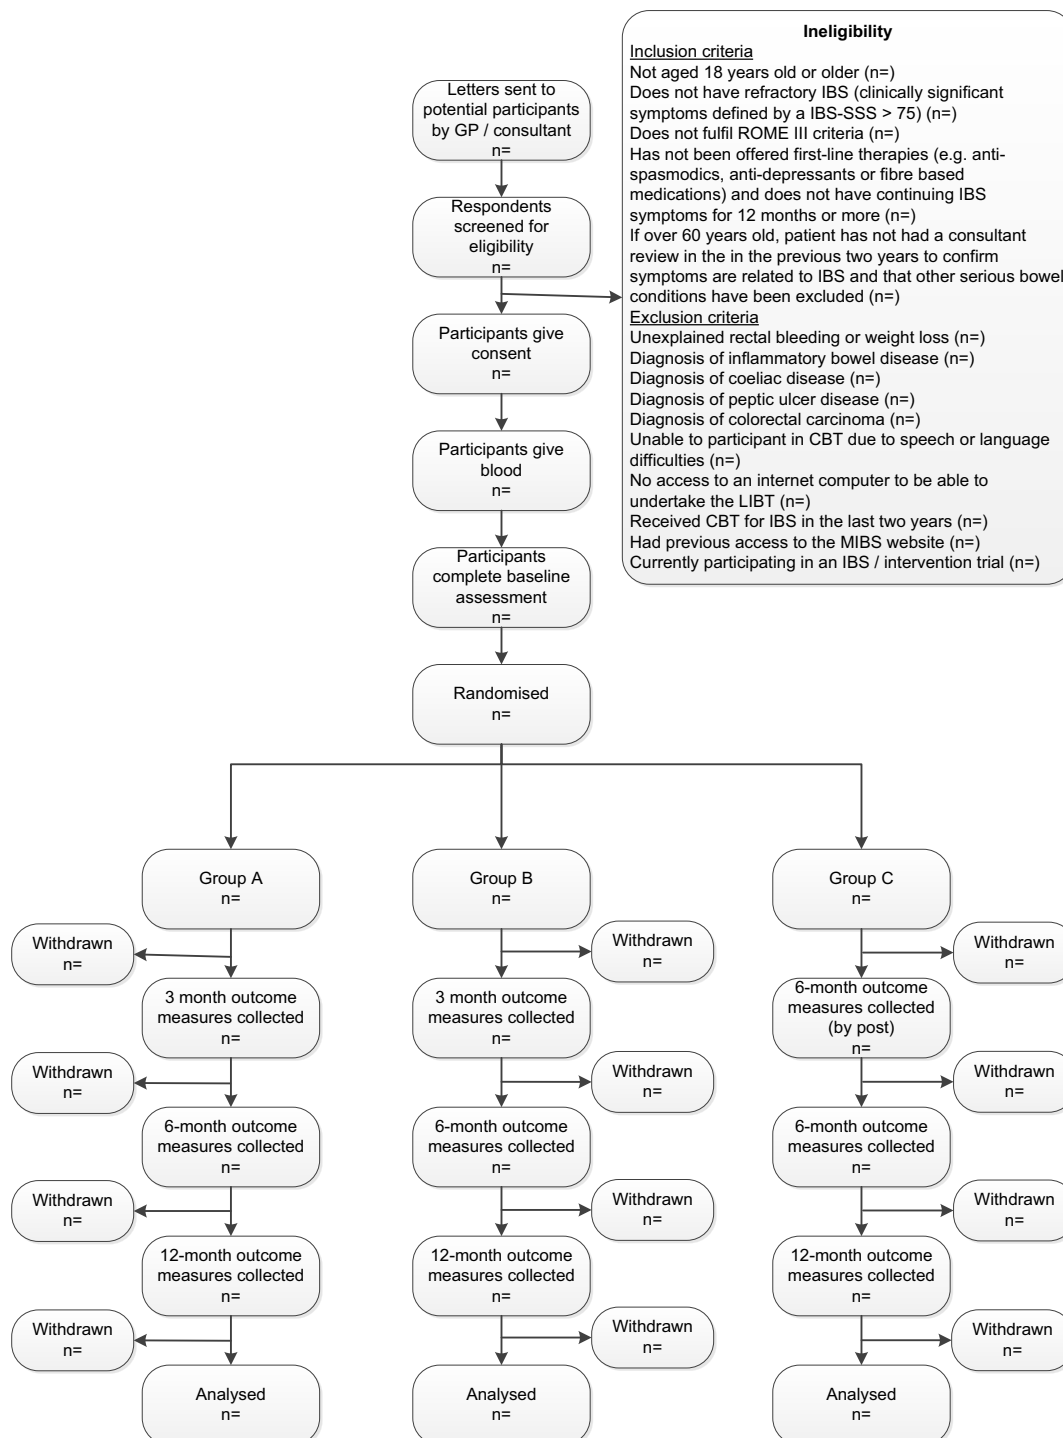 Letters sent to
potential participants
by GP / consultant
n=
Ineligibility
Inclusion criteria
Not aged 18 years old or older (n=)
Does not have refractory IBS (clinically significant
symptoms defined by a IBS-SSS > 75) (n=)
Does not fulfil ROME III criteria (n=)
Has not been offered first-line therapies (e.g. anti-
spasmodics, anti-depressants or fibre based
medications) and does not have continuing IBS
symptoms for 12 months or more (n=)
If over 60 years old, patient has not had a consultant
review in the in the previous two years to confirm
symptoms are related to IBS and that other serious bowel
conditions have been excluded (n=)
Exclusion criteria
Unexplained rectal bleeding or weight loss (n=)
Diagnosis of inflammatory bowel disease (n=)
Diagnosis of coeliac disease (n=)
Diagnosis of peptic ulcer disease (n=)
Diagnosis of colorectal carcinoma (n=)
Unable to participant in CBT due to speech or language
difficulties (n=)
No access to an internet computer to be able to
undertake the LIBT (n=)
Received CBT for IBS in the last two years (n=)
Had previous access to the MIBS website (n=)
Currently participating in an IBS / intervention trial (n=)
Respondents
screened for
eligibility
n=
Participants give
consent
n=
Participants give
blood
n=
Participants
complete baseline
assessment
n=
Randomised
n=
Group A
n=
Group B
n=
Group C
n=
Withdrawn
n=
Withdrawn
n=
Withdrawn
n=
3 month outcome
measures collected
n=
3 month outcome
measures collected
n=
6-month outcome
measures collected
(by post)
n=
Withdrawn
n=
Withdrawn
n=
Withdrawn
n=
6-month outcome
measures collected
n=
6-month outcome
measures collected
n=
6-month outcome
measures collected
n=
Withdrawn
n=
Withdrawn
n=
Withdrawn
n=
12-month outcome
measures collected
n=
12-month outcome
measures collected
n=
12-month outcome
measures collected
n=
Withdrawn
n=
Withdrawn
n=
Withdrawn
n=
Analysed
n=
Analysed
n=
Analysed
n=